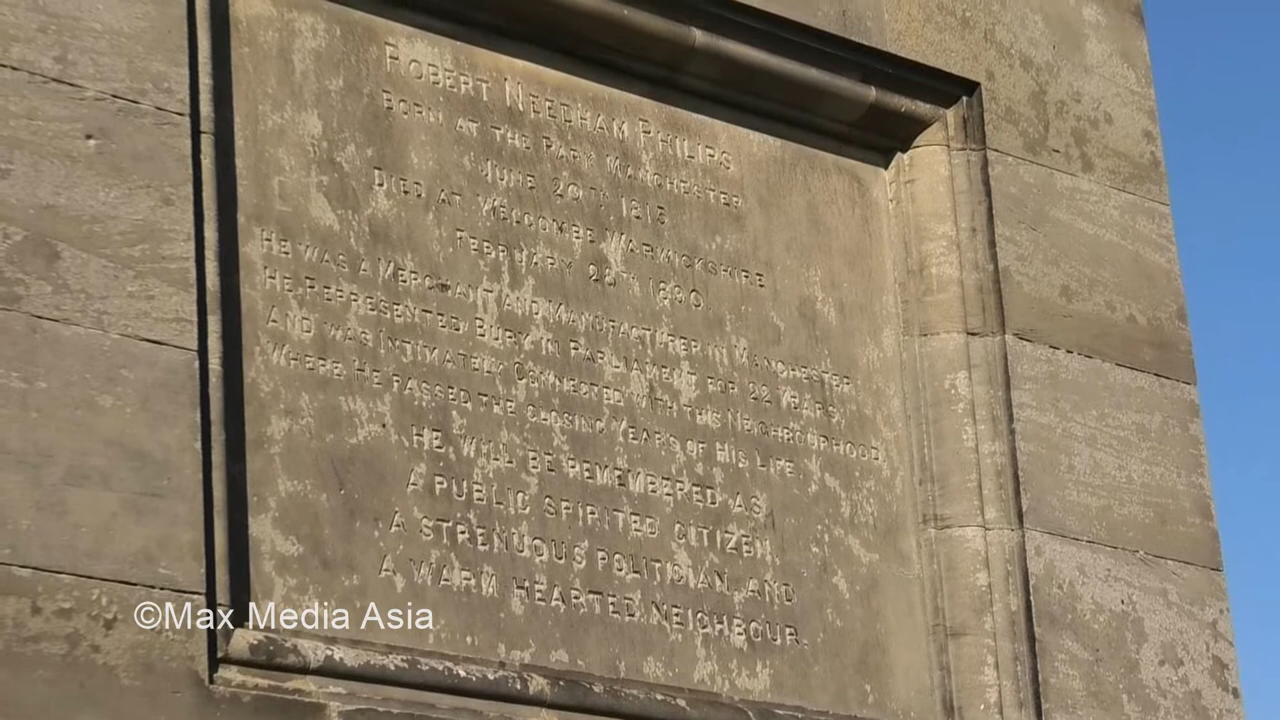 ROBERT NEEDHAM PHILIPS
BORN AT THE PARK MANCHESTER
JUNE 20TH 1815
DIED AT WELCOMBE WARWICKSHIRE
FEBRUARY 28TH 1890.
HE WAS A MERCHANT AND MANUFACTURER IN MANCHESTER,
HE REPRESENTED BURY IN PARLIAMENT FOR 22 YEARS,
AND WAS INTIMATELY CONNECTED WITH THIS NEIGHBOURHOOD,
WHERE HE PASSED THE CLOSING YEARS OF HIS LIFE.
HE WILL BE REMEMBERED AS
A PUBLIC SPIRITED CITIZEN,
A STRENUOUS POLITICIAN, AND
A WARM HEARTED NEIGHBOUR.
©Max Media Asia